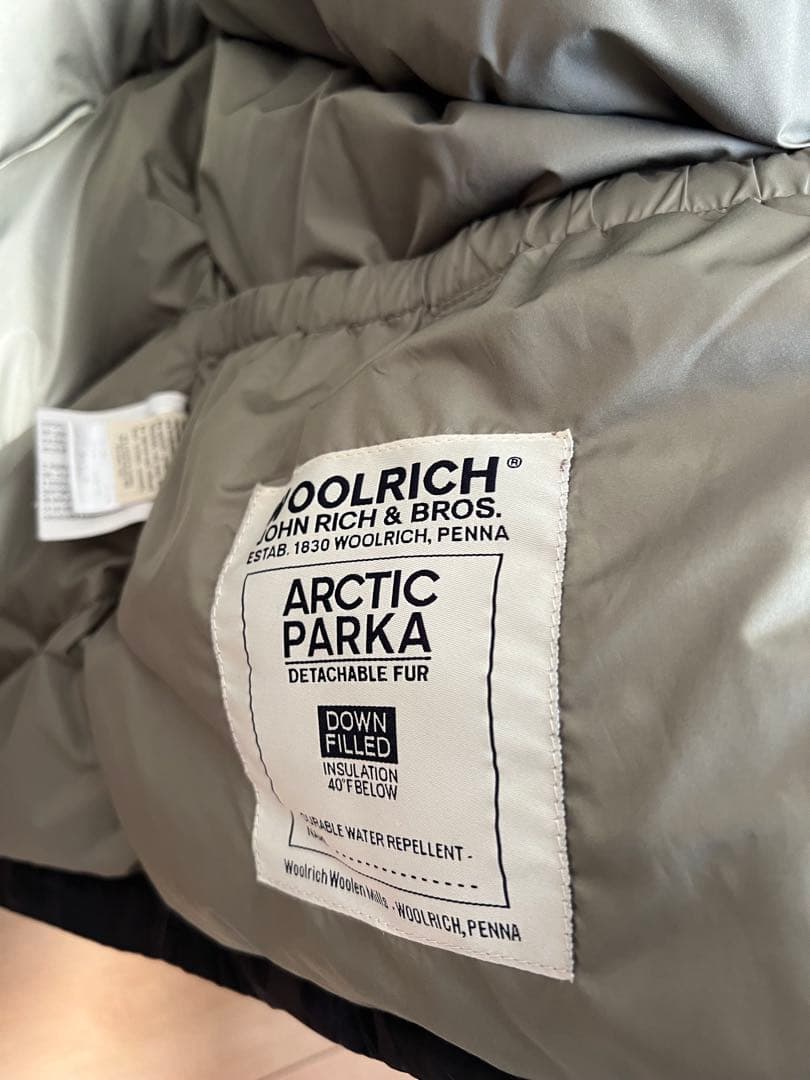 WOOLRICH®
JOHN RICH & BROS.
ESTAB. 1830 WOOLRICH, PENNA
ARCTIC
PARKA
DETACHABLE FUR
DOWN
FILLED
INSULATION
40°F BELOW
DURABLE WATER REPELLENT -
Woolrich Woolen Mills - WOOLRICH, PENNA